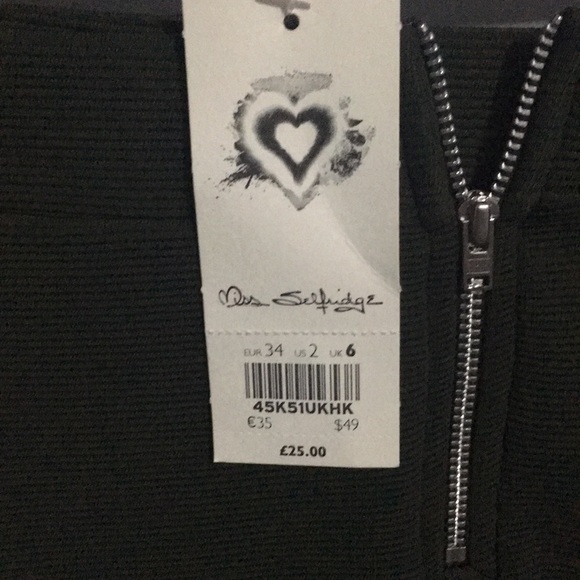 Miss Selfridge
EUR 34 US 2 UK 6
45K51UKHK
€35 $49
£25.00